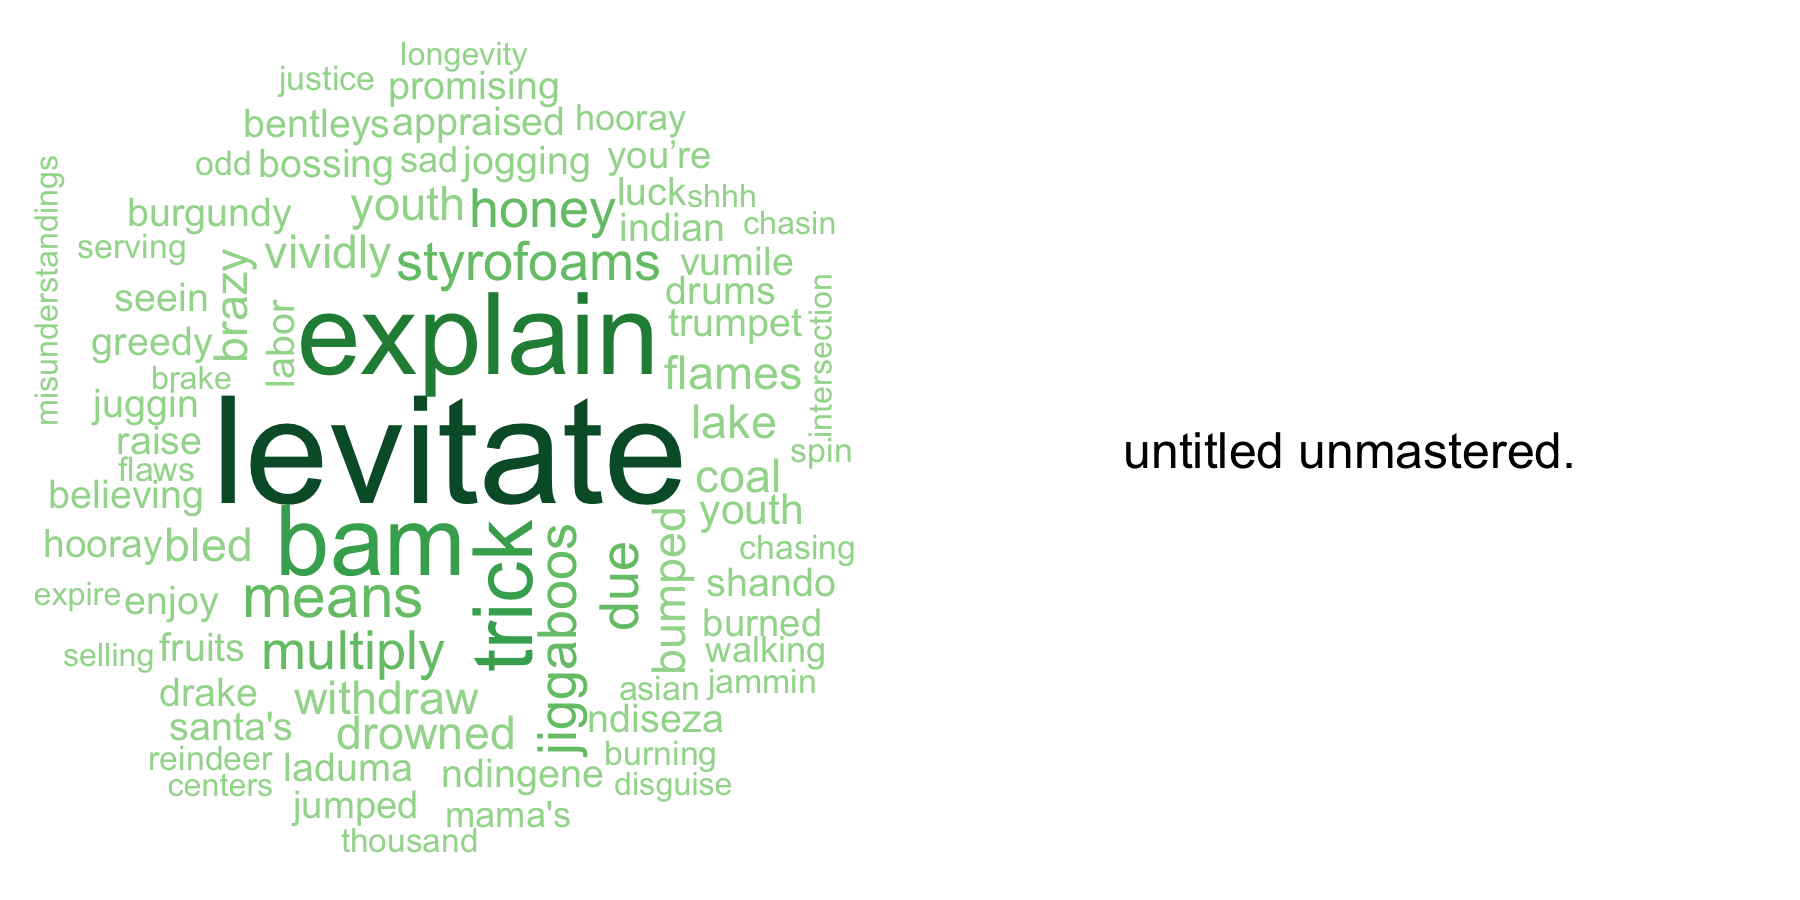 longevity
justice
promising
bentleys
appraised
hooray
odd
bossing
sad
jogging
you’re
misunderstandings
burgundy
youth
honey
luck
shhh
indian
chasin
serving
brazy
vividly
styrofoams
vumile
seein
labor
explain
drums
trumpet
intersection
greedy
brake
flames
juggin
levitate
lake
raise
spin
flaws
believing
coal
youth
hooray
bled
bam
trick
jiggaboos
due
bumped
chasing
expire
enjoy
means
shando
selling
fruits
multiply
burned
walking
drake
withdraw
asian
jammin
santa's
drowned
ndiseza
reindeer
laduma
ndingene
burning
centers
disguise
jumped
mama's
thousand
untitled unmastered.